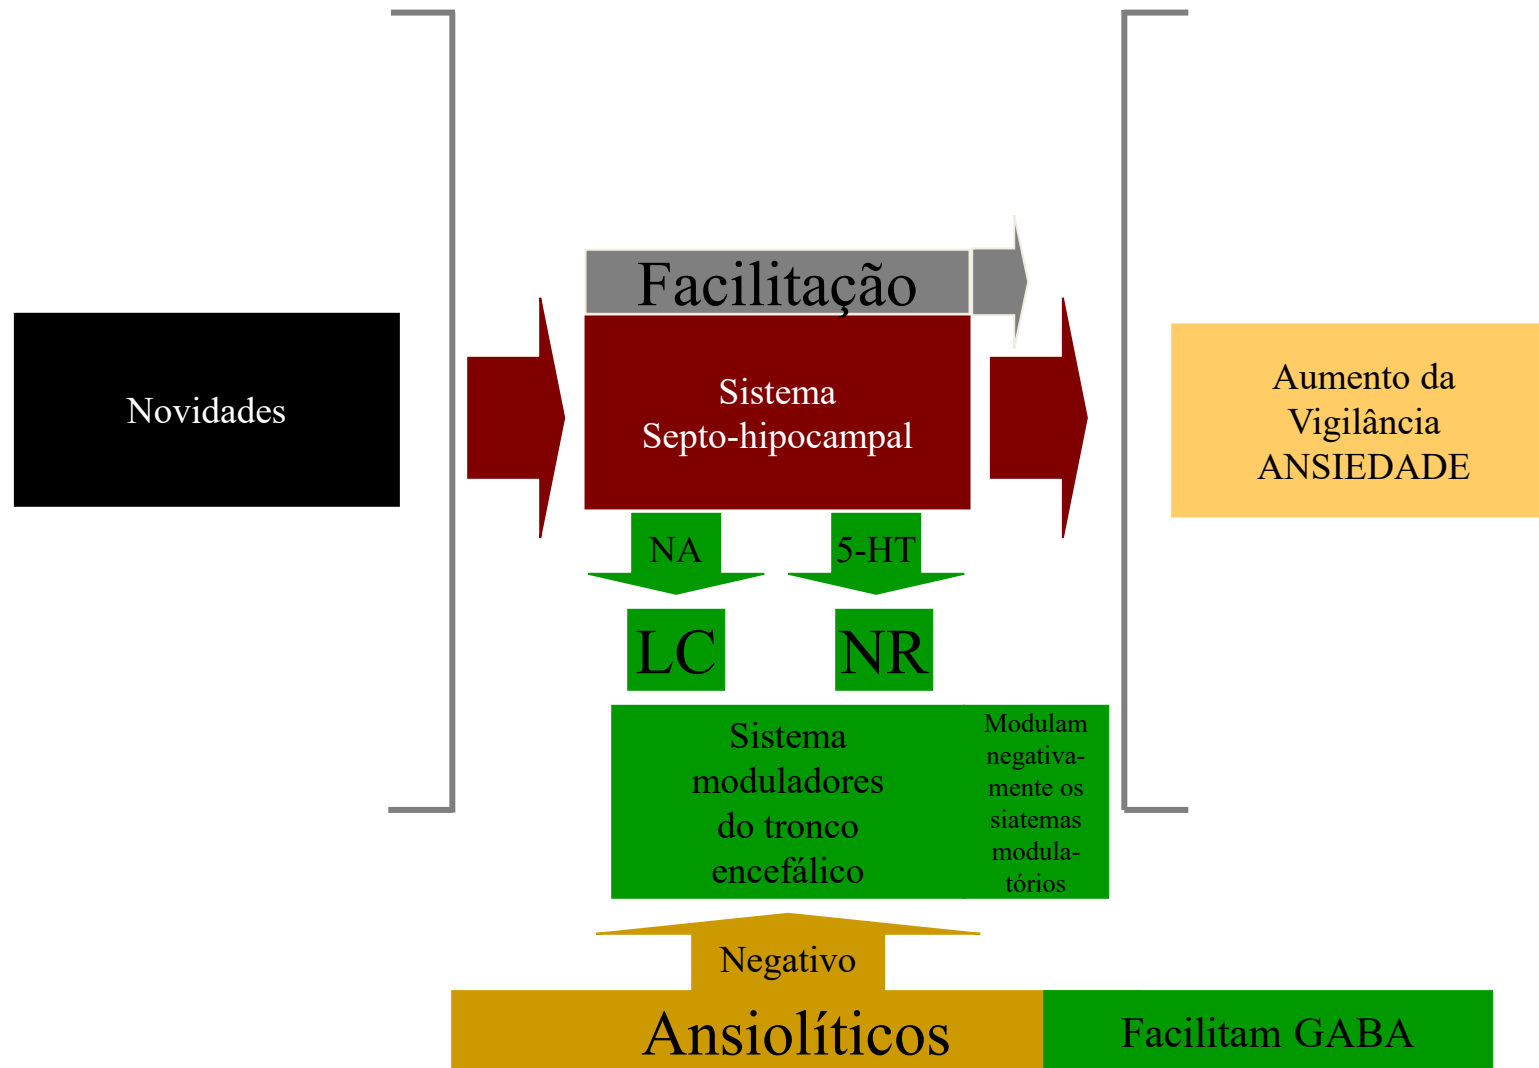 Facilitação
Novidades
Sistema
Septo-hipocampal
Aumento da
Vigilância
ANSIEDADE
NA
5-HT
LC
NR
Sistema
moduladores
do tronco
encefálico
Modulam
negativa-
mente os
siatemas
modula-
tórios
Negativo
Ansiolíticos
Facilitam GABA